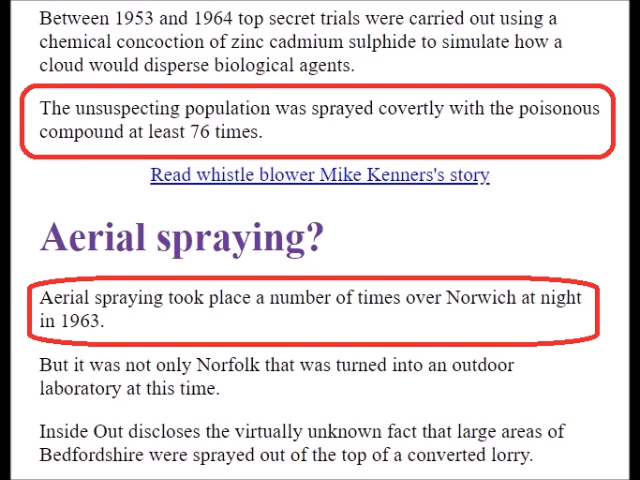 Between 1953 and 1964 top secret trials were carried out using a
chemical concoction of zinc cadmium sulphide to simulate how a
cloud would disperse biological agents.
The unsuspecting population was sprayed covertly with the poisonous
compound at least 76 times.
Read whistle blower Mike Kenners's story
Aerial spraying?
Aerial spraying took place a number of times over Norwich at night
in 1963.
But it was not only Norfolk that was turned into an outdoor
laboratory at this time.
Inside Out discloses the virtually unknown fact that large areas of
Bedfordshire were sprayed out of the top of a converted lorry.